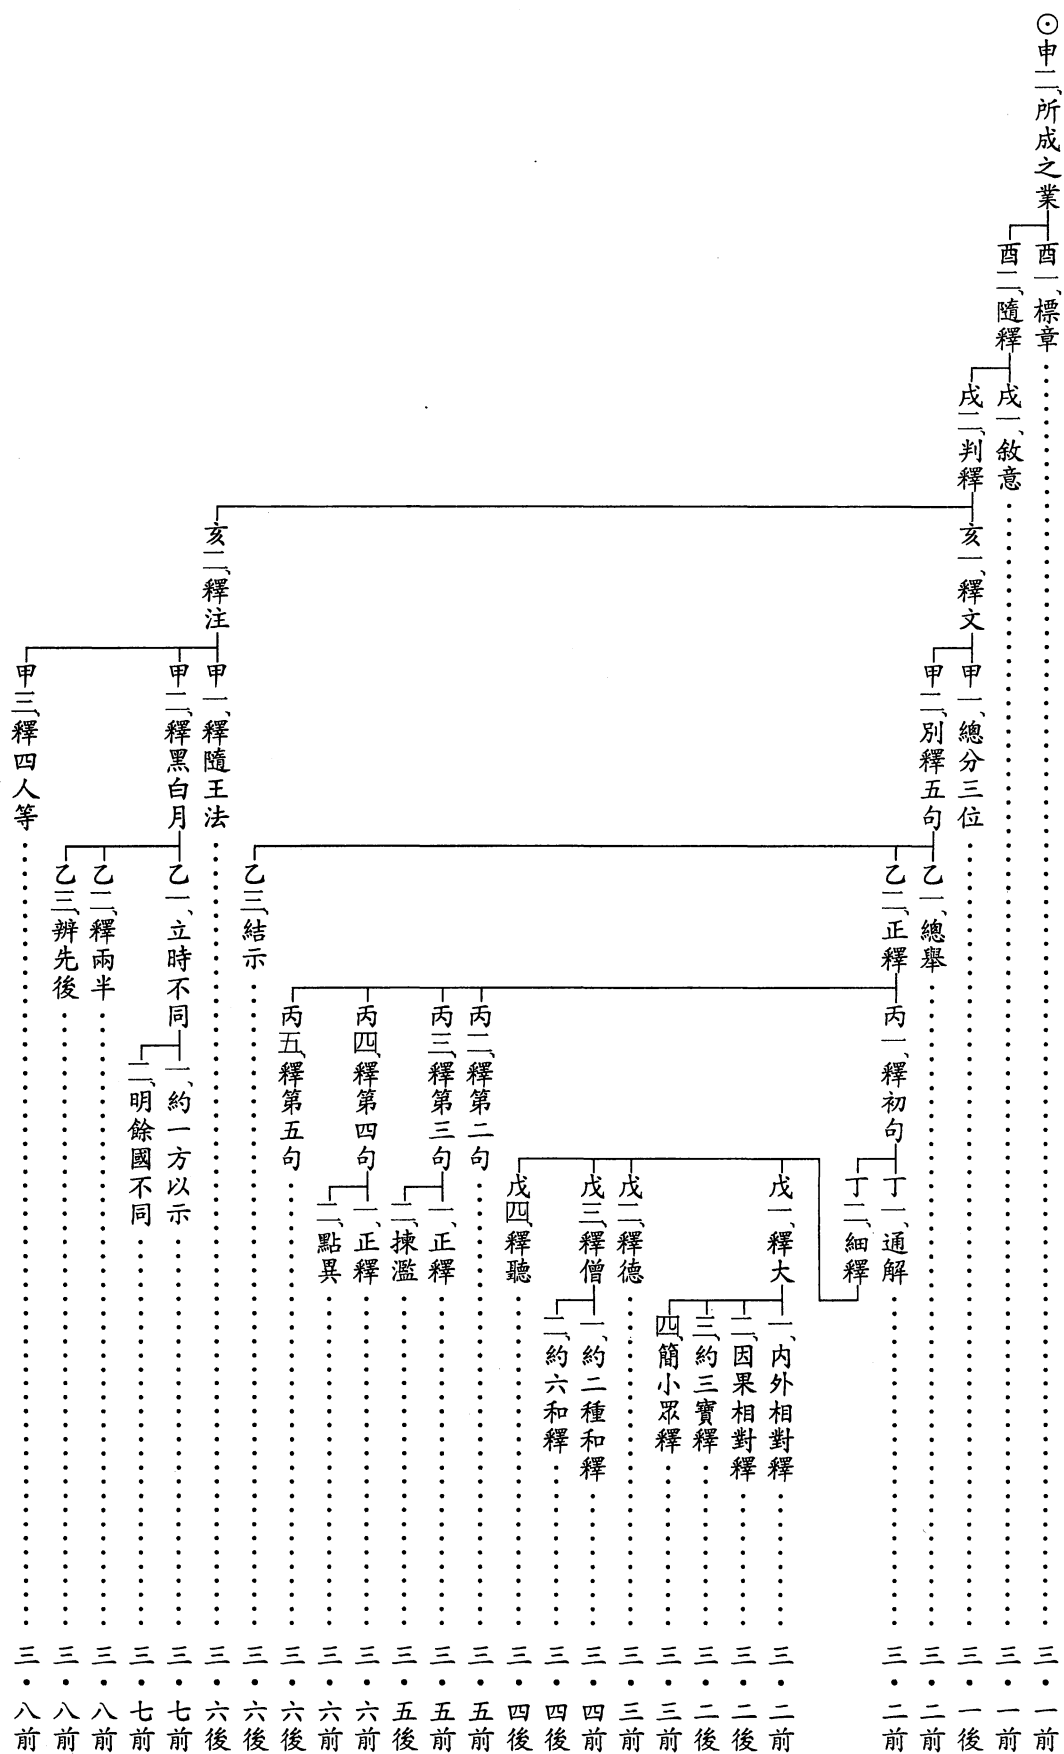 ⊙申二、所成之業
酉一、標章 三・一前
酉二、隨釋
戌一、敘意 三・一前
戌二、判釋
亥一、釋文
甲一、總分三位 三・一後
甲二、別釋五句
乙一、總舉 三・二前
乙二、正釋
丙一、釋初句
丁一、通解 三・二前
丁二、細釋
戊一、釋大
一、內外相對釋 三・二前
二、因果相對釋 三・二後
三、約三寶釋 三・二後
四、簡小眾釋 三・三前
戊二、釋德 三・三前
戊三、釋僧
一、約二種和釋 三・四前
二、約六和釋 三・四後
戊四、釋聽 三・四後
丙二、釋第二句 三・五前
丙三、釋第三句
一、正釋 三・五前
二、揀濫 三・五後
丙四、釋第四句
一、正釋 三・六前
二、點異 三・六前
丙五、釋第五句 三・六後
乙三、結示 三・六後
亥二、釋注
甲一、釋隨王法 三・六後
甲二、釋黑白月
乙一、立時不同
一、約一方以示 三・七前
二、明餘國不同 三・七前
乙二、釋兩半 三・八前
乙三、辨先後 三・八前
甲三、釋四人等 三・八前